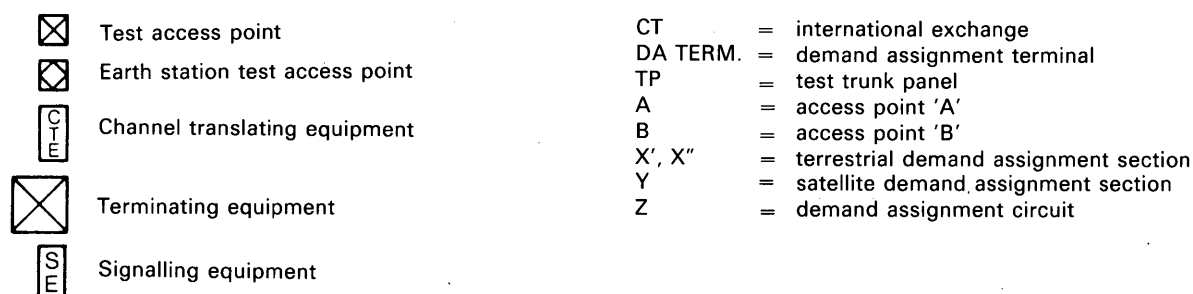 Test access point
Earth station test access point
C
T
E
Channel translating equipment
Terminating equipment
S
E
Signalling equipment
CT = international exchange
DA TERM. = demand assignment terminal
TP = test trunk panel
A = access point 'A'
B = access point 'B'
X′, X″ = terrestrial demand assignment section
Y = satellite demand assignment section
Z = demand assignment circuit